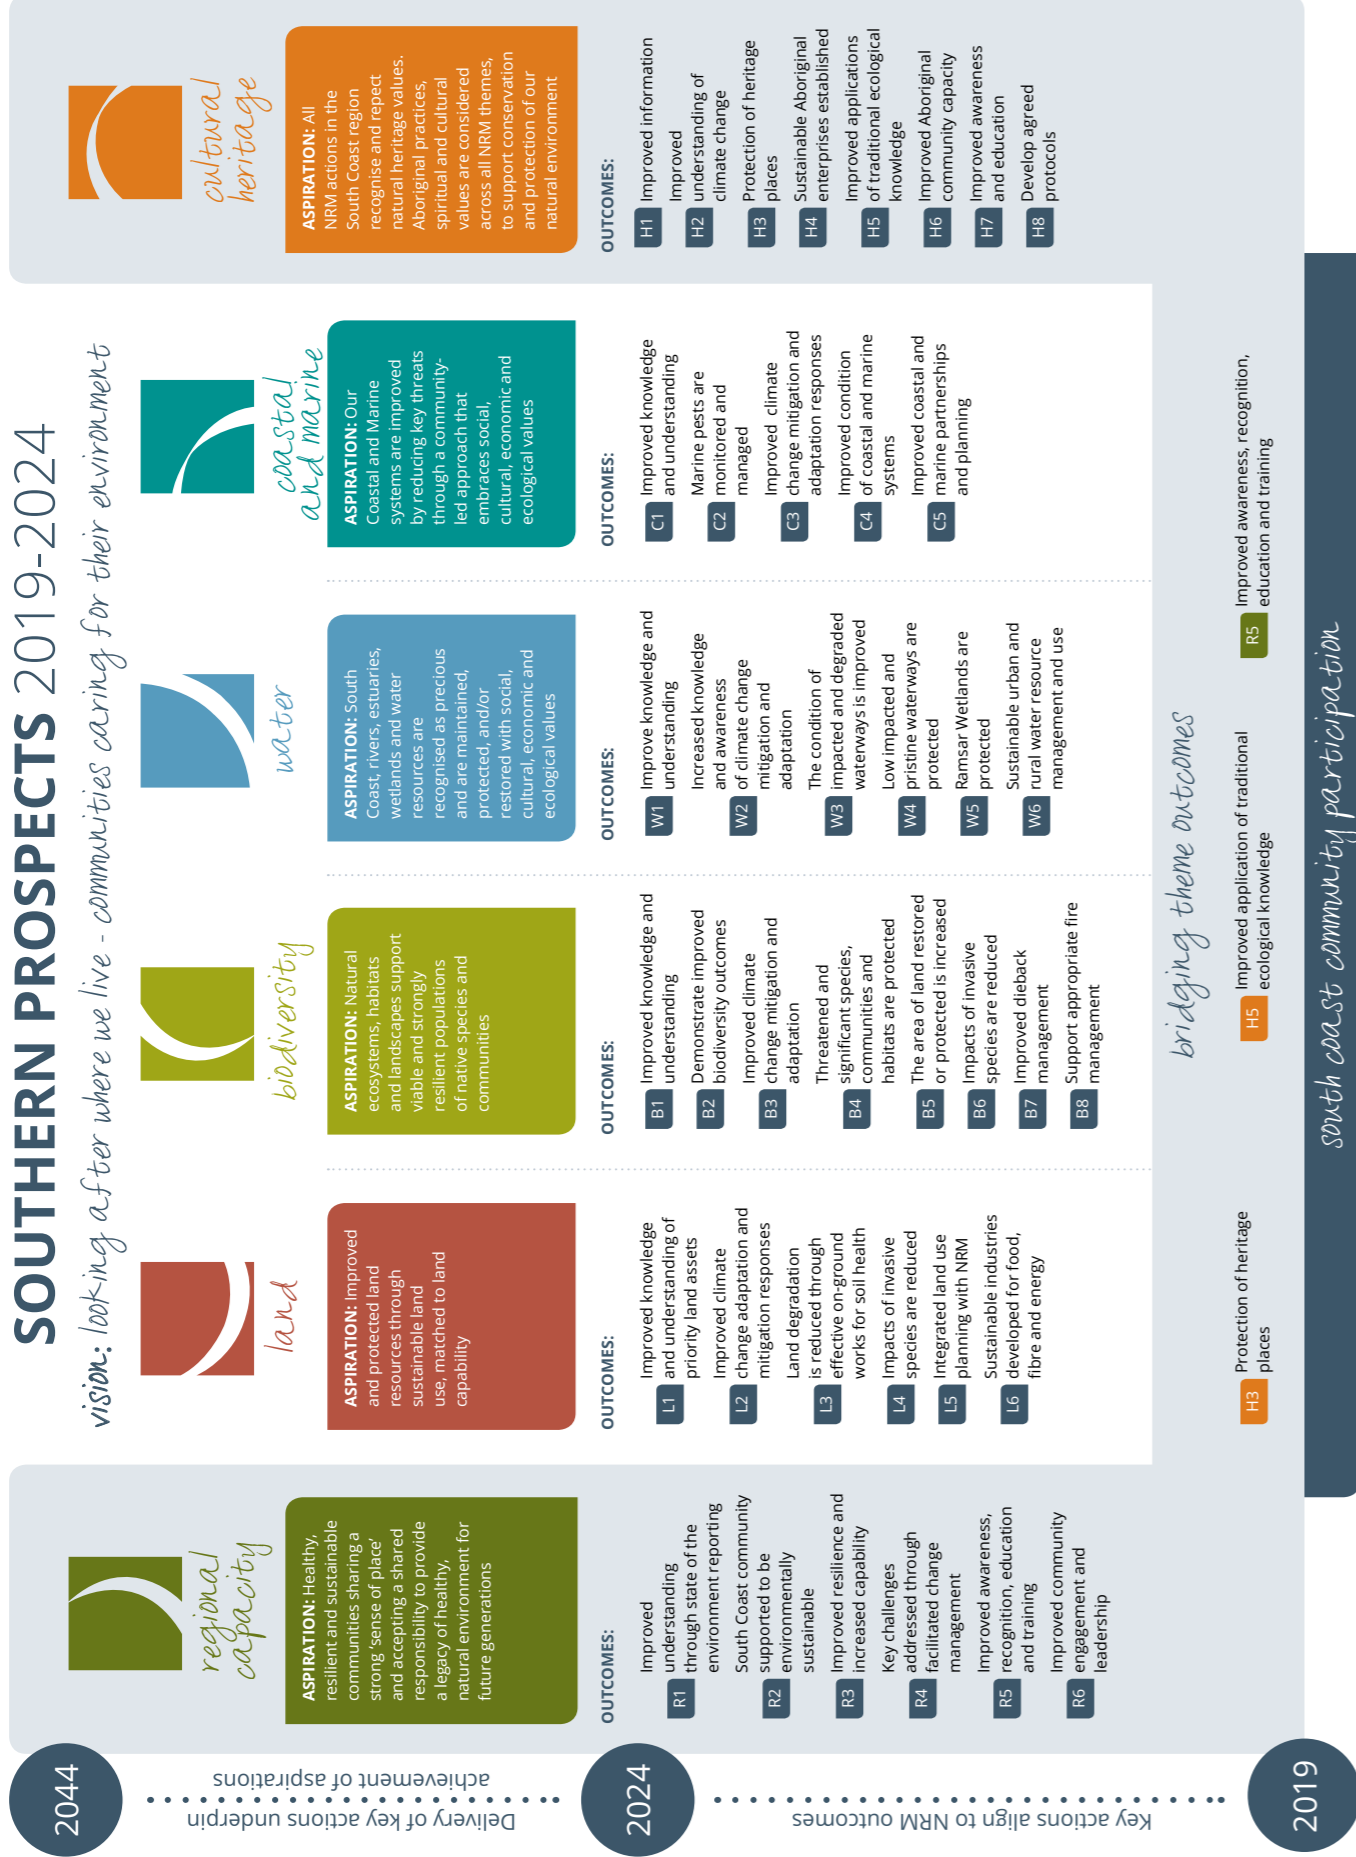 SOUTHERN PROSPECTS 2019-2024
vision: looking after where we live - communities caring for their environment
2044
Delivery of key actions underpin
achievement of aspirations
2024
Key actions align to NRM outcomes
2019
regional
capacity
ASPIRATION: Healthy,
resilient and sustainable
communities sharing a
strong ‘sense of place’
and accepting a shared
responsibility to provide
a legacy of healthy,
natural environment for
future generations
OUTCOMES:
R1
Improved
understanding
through state of the
environment reporting
R2
South Coast community
supported to be
environmentally
sustainable
R3
Improved resilience and
increased capability
R4
Key challenges
addressed through
facilitated change
management
R5
Improved awareness,
recognition, education
and training
R6
Improved community
engagement and
leadership
land
ASPIRATION: Improved
and protected land
resources through
sustainable land
use, matched to land
capability
OUTCOMES:
L1
Improved knowledge
and understanding of
priority land assets
L2
Improved climate
change adaptation and
mitigation responses
L3
Land degradation
is reduced through
effective on-ground
works for soil health
L4
Impacts of invasive
species are reduced
L5
Integrated land use
planning with NRM
L6
Sustainable industries
developed for food,
fibre and energy
biodiversity
ASPIRATION: Natural
ecosystems, habitats
and landscapes support
viable and strongly
resilient populations
of native species and
communities
OUTCOMES:
B1
Improved knowledge and
understanding
B2
Demonstrate improved
biodiversity outcomes
B3
Improved climate
change mitigation and
adaptation
B4
Threatened and
significant species,
communities and
habitats are protected
B5
The area of land restored
or protected is increased
B6
Impacts of invasive
species are reduced
B7
Improved dieback
management
B8
Support appropriate fire
management
water
ASPIRATION: South
Coast, rivers, estuaries,
wetlands and water
resources are
recognised as precious
and are maintained,
protected, and/or
restored with social,
cultural, economic and
ecological values
OUTCOMES:
W1
Improve knowledge and
understanding
W2
Increased knowledge
and awareness
of climate change
mitigation and
adaptation
W3
The condition of
impacted and degraded
waterways is improved
W4
Low impacted and
pristine waterways are
protected
W5
Ramsar Wetlands are
protected
W6
Sustainable urban and
rural water resource
management and use
coastal
and marine
ASPIRATION: Our
Coastal and Marine
systems are improved
by reducing key threats
through a community-
led approach that
embraces social,
cultural, economic and
ecological values
OUTCOMES:
C1
Improved knowledge
and understanding
C2
Marine pests are
monitored and
managed
C3
Improved climate
change mitigation and
adaptation responses
C4
Improved condition
of coastal and marine
systems
C5
Improved coastal and
marine partnerships
and planning
cultural
heritage
ASPIRATION: All
NRM actions in the
South Coast region
recognise and repect
natural heritage values.
Aboriginal practices,
spiritual and cultural
values are considered
across all NRM themes,
to support conservation
and protection of our
natural environment
OUTCOMES:
H1
Improved information
H2
Improved
understanding of
climate change
H3
Protection of heritage
places
H4
Sustainable Aboriginal
enterprises established
H5
Improved applications
of traditional ecological
knowledge
H6
Improved Aboriginal
community capacity
H7
Improved awareness
and education
H8
Develop agreed
protocols
bridging theme outcomes
H3
Protection of heritage
places
H5
Improved application of traditional
ecological knowledge
R5
Improved awareness, recognition,
education and training
south coast community participation